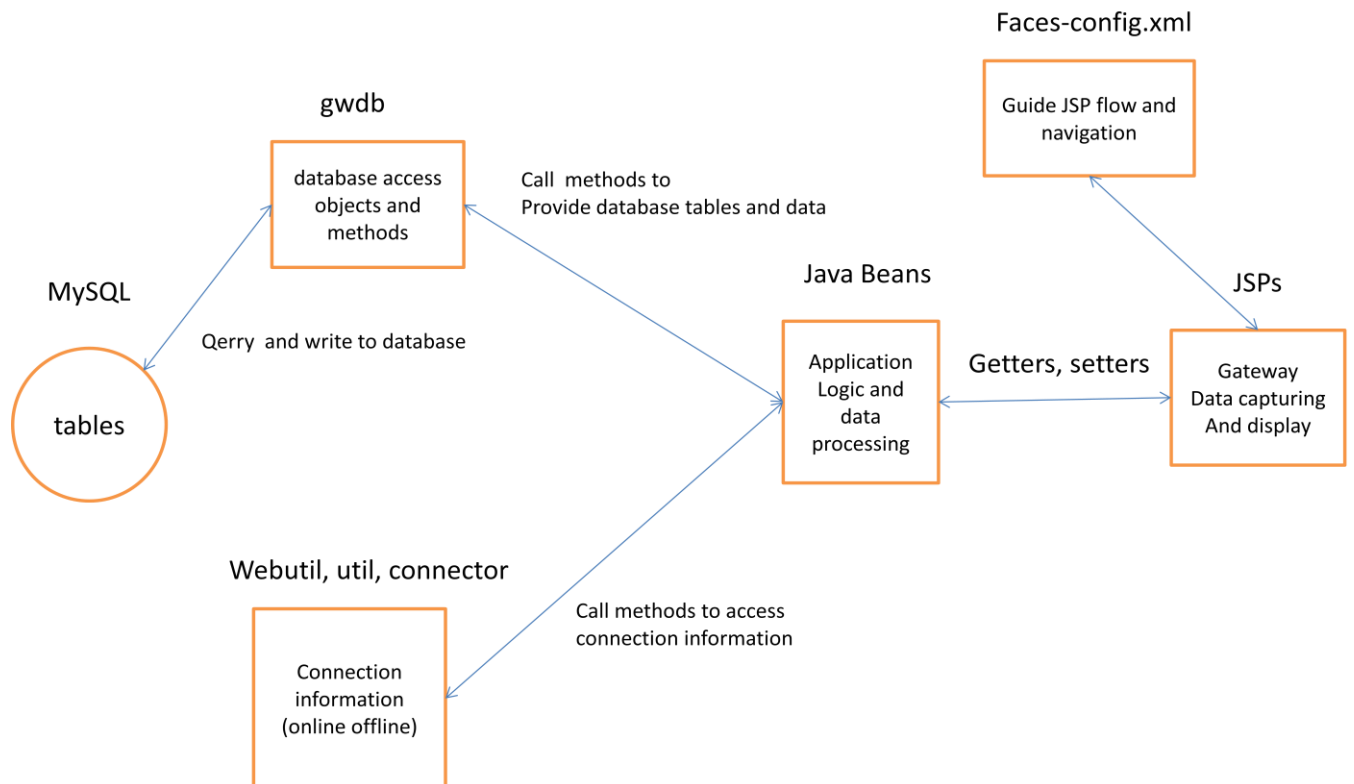 Faces-config.xml
Guide JSP flow and
navigation
gwdb
database access
objects and
methods
Call  methods to
Provide database tables and data
MySQL
tables
Qerry  and write to database
Java Beans
Application
Logic and
data
processing
Getters, setters
JSPs
Gateway
Data capturing
And display
Webutil, util, connector
Connection
information
(online offline)
Call methods to access
connection information